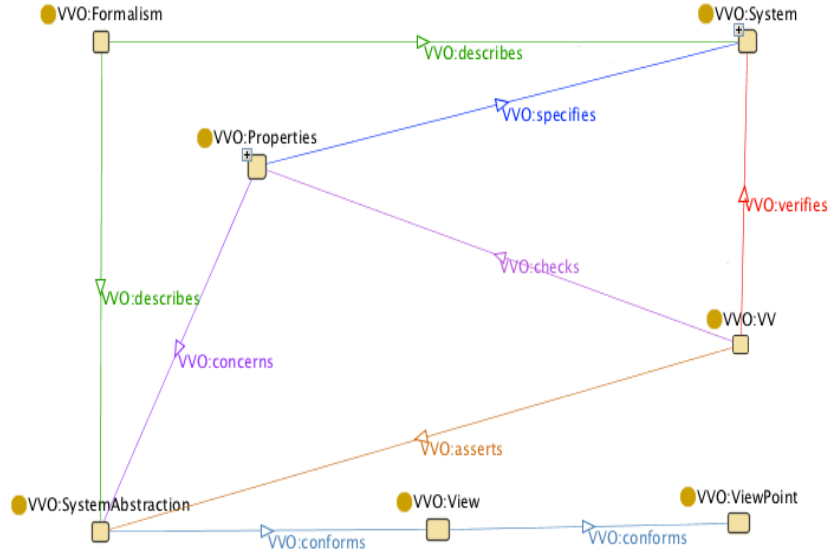 VVO:Formalism
VVO:System
VVO:describes
VVO:specifies
VVO:Properties
VVO:verifies
VVO:checks
VVO:describes
VVO:VV
VVO:concerns
VVO:asserts
VVO:SystemAbstraction
VVO:View
VVO:ViewPoint
VVO:conforms
VVO:conforms